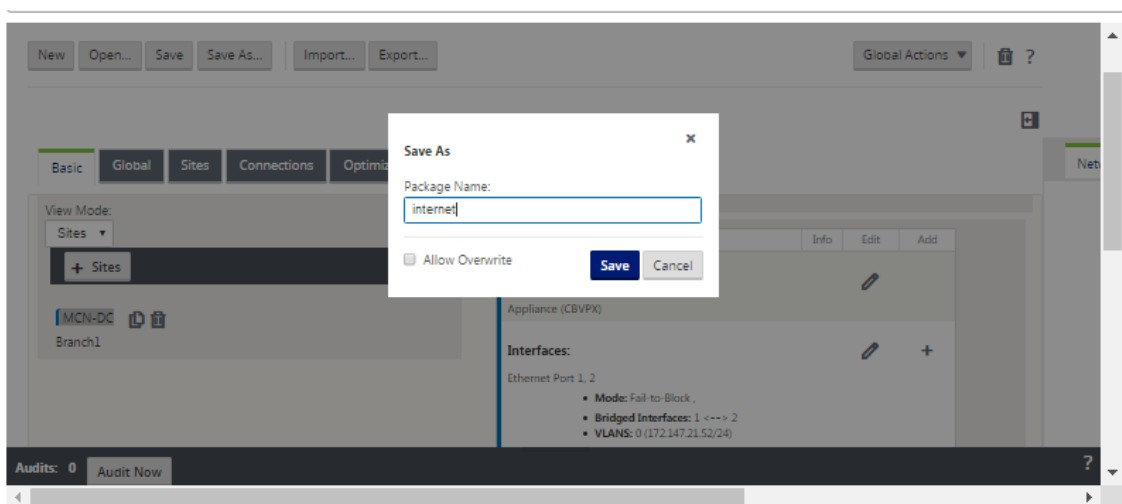 New Open... Save Save As... Import... Export... Global Actions ?
Basic Global Sites Connections Optimiz Net
Save As
Package Name:
internet
Allow Overwrite Save Cancel
View Mode:
Sites
+ Sites
MCN-DC
Branch1
Info Edit Add
Appliance (CBVPX)
Interfaces: +
Ethernet Port 1, 2
• Mode: Fail-to-Block ,
• Bridged Interfaces: 1 <--> 2
• VLANS: 0 (172.147.21.52/24)
Audits: 0 Audit Now ?